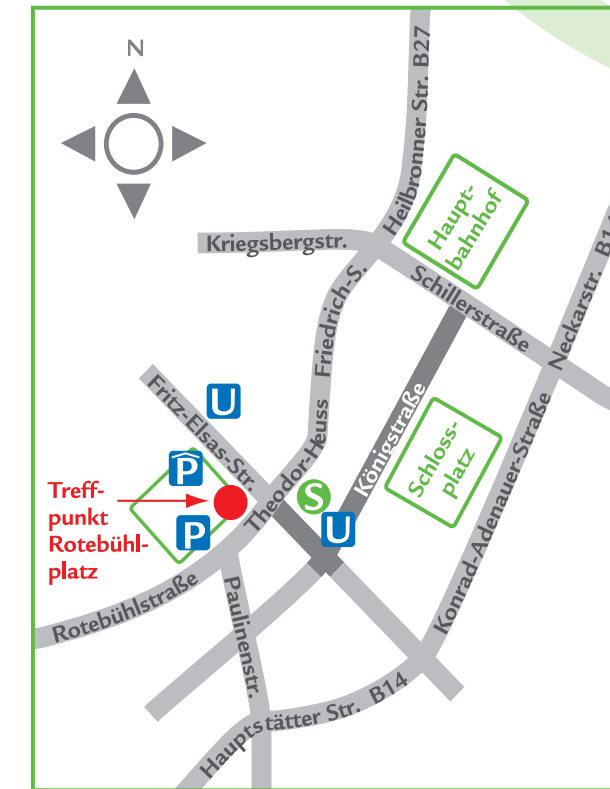 N
Heilbronner Str. B27
Haupt-
bahnhof
Kriegsbergstr.
Schillerstraße
Neckarstr. B14
Friedrich-S.
Theodor-Heuss
Fritz-Elsas-Str.
U
Königstraße
Schloss-
platz
Konrad-Adenauer-Straße
P
S
U
P
Treff-
punkt
Rotebühl-
platz
Rotebühlstraße
Paulinenstr.
Hauptstätter Str. B14